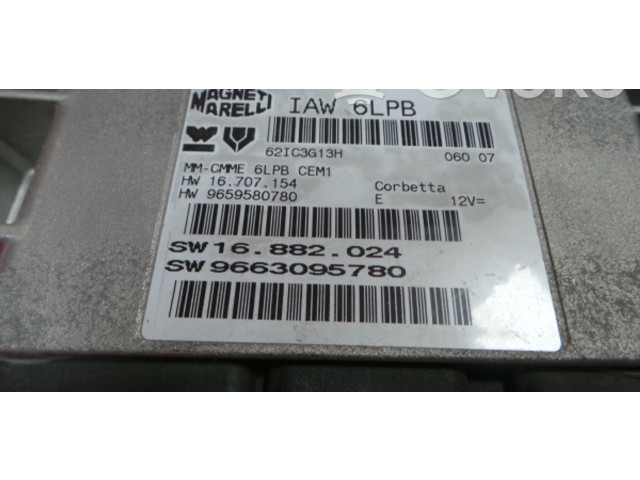 MAGNETI
MARELLI
IAW 6LPB
62IC3G13H 060 07
MM-CMME 6LPB CEM1
HW 16.707.154 Corbetta
HW 9659580780 E 12V=
SW 16.882.024
SW 9663095780